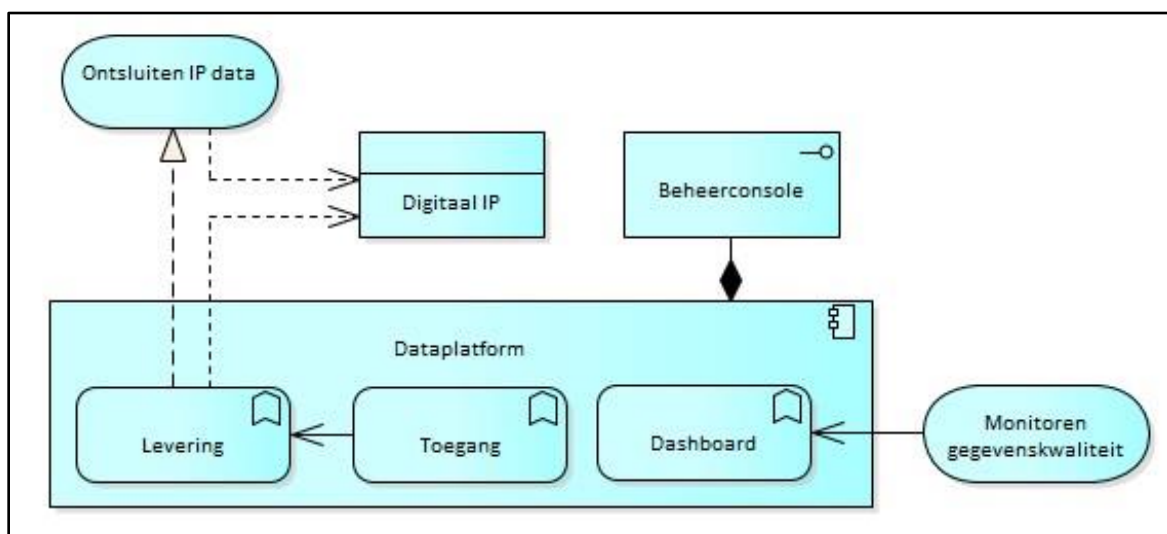 Ontsluiten IP data
Digitaal IP
Beheerconsole
Dataplatform
Levering
Toegang
Dashboard
Monitoren
gegevenskwaliteit